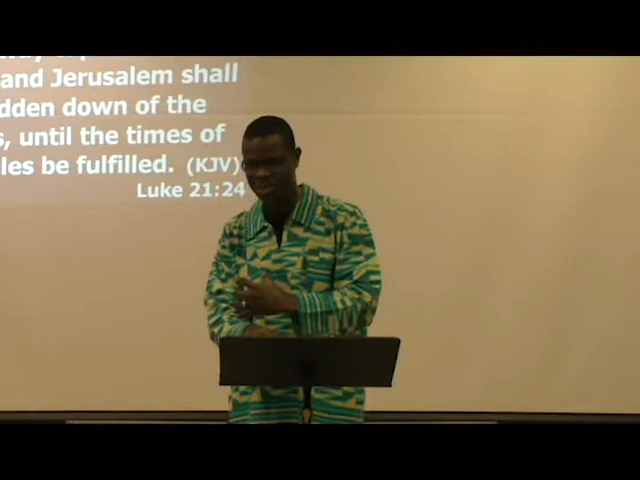 and Jerusalem shall
dden down of the
s, until the times of
les be fulfilled. (KJV)
Luke 21:24